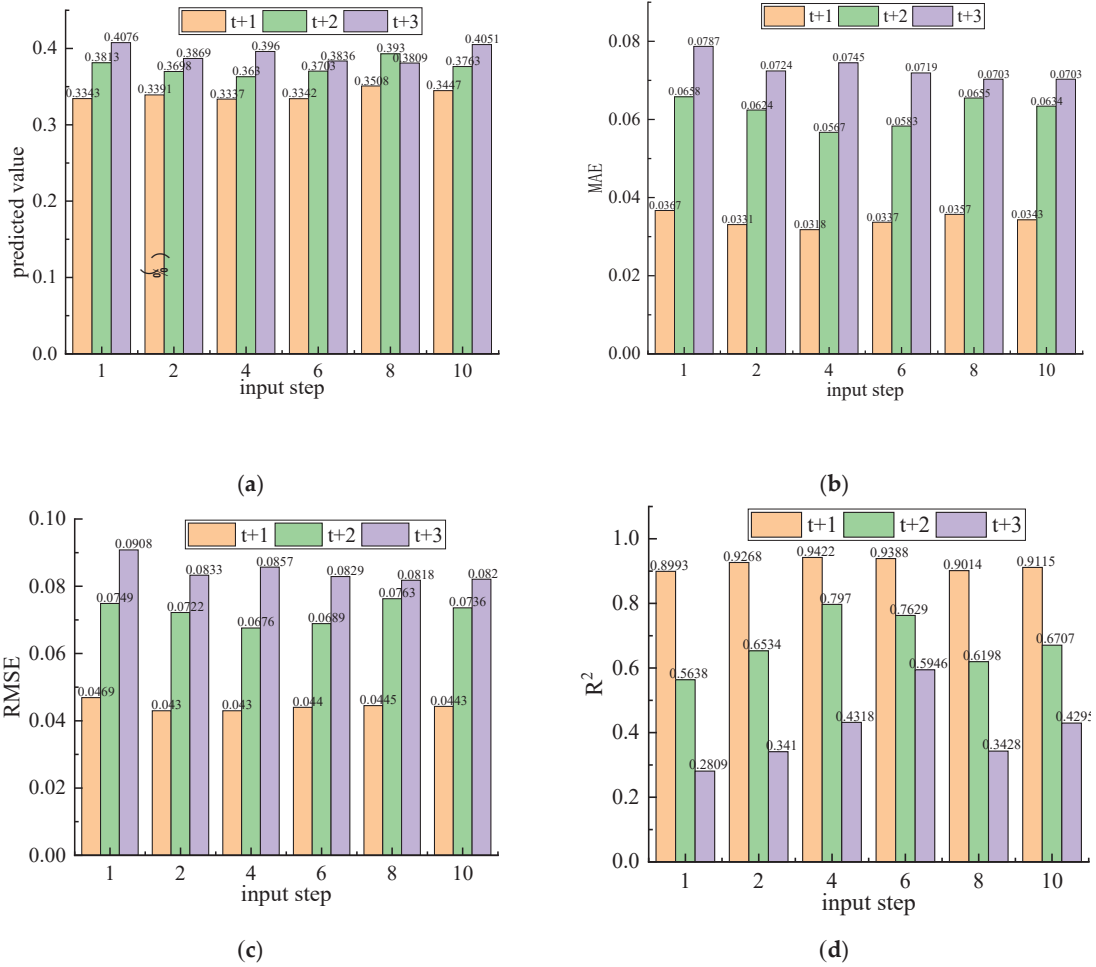 t+1 t+2 t+3
predicted value
0.4
0.3
0.2
0.1
0.0
0.3343 0.3813 0.4076
0.3391 0.3698 0.3869
0.3337 0.363 0.396
0.3342 0.3703 0.3836
0.3508 0.393 0.3809
0.3447 0.3763 0.4051
(%)
1 2 4 6 8 10
input step
(a)
t+1 t+2 t+3
MAE
0.08
0.06
0.04
0.02
0.00
0.0367 0.0658 0.0787
0.0331 0.0624 0.0724
0.0318 0.0567 0.0745
0.0337 0.0583 0.0719
0.0357 0.0655 0.0703
0.0343 0.0634 0.0703
1 2 4 6 8 10
input step
(b)
t+1 t+2 t+3
RMSE
0.10
0.08
0.06
0.04
0.02
0.00
0.0469 0.0749 0.0908
0.043 0.0722 0.0833
0.043 0.0676 0.0857
0.044 0.0689 0.0829
0.0445 0.0763 0.0818
0.0443 0.0736 0.082
1 2 4 6 8 10
input step
(c)
t+1 t+2 t+3
R²
1.0
0.8
0.6
0.4
0.2
0.0
0.8993 0.5638 0.2809
0.9268 0.6534 0.341
0.9422 0.797 0.4318
0.9388 0.7629 0.5946
0.9014 0.6198 0.3428
0.9115 0.6707 0.4295
1 2 4 6 8 10
input step
(d)